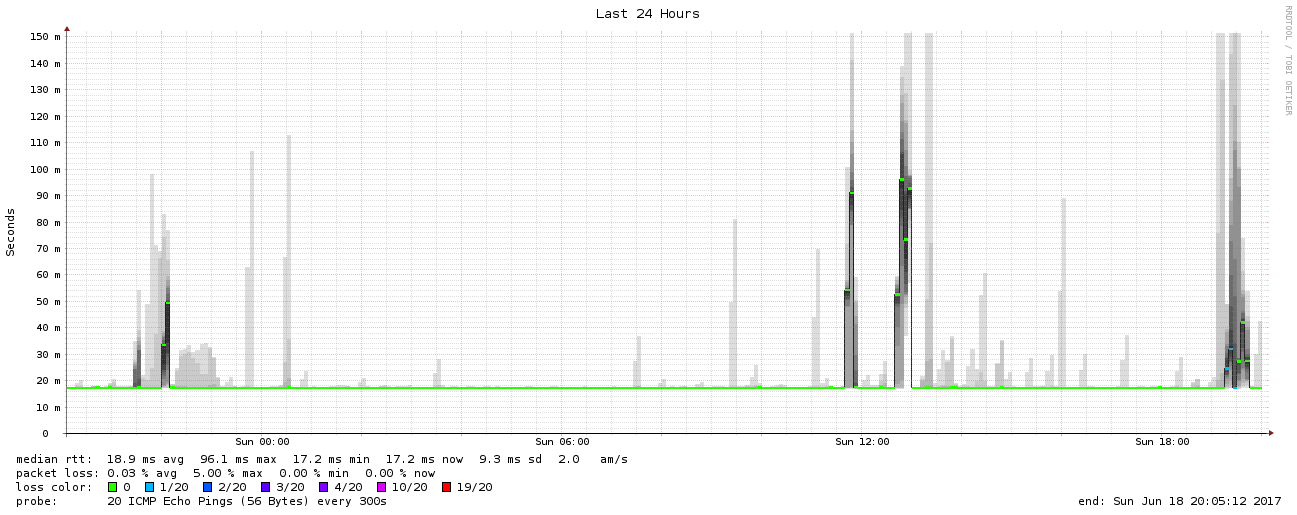 Last 24 Hours
RRDTOOL / TOBI OETIKER
Seconds
150 m
140 m
130 m
120 m
110 m
100 m
90 m
80 m
70 m
60 m
50 m
40 m
30 m
20 m
10 m
0
Sun 00:00 Sun 06:00 Sun 12:00 Sun 18:00
median rtt: 18.9 ms avg 96.1 ms max 17.2 ms min 17.2 ms now 9.3 ms sd 2.0 am/s
packet loss: 0.03 % avg 5.00 % max 0.00 % min 0.00 % now
loss color: 0 1/20 2/20 3/20 4/20 10/20 19/20
probe: 20 ICMP Echo Pings (56 Bytes) every 300s end: Sun Jun 18 20:05:12 2017